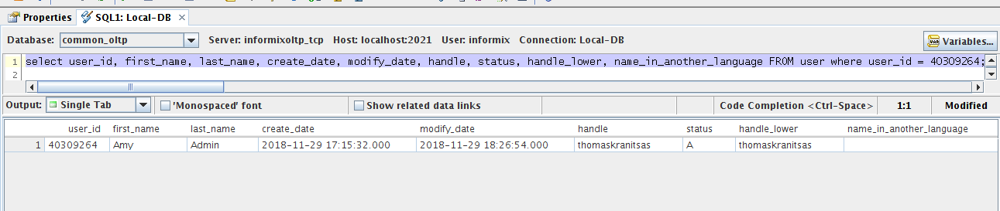 Properties SQL1: Local-DB
Database: common_oltp Server: informixoltp_tcp Host: localhost:2021 User: informix Connection: Local-DB VAR Variables...
1 select user_id, first_name, last_name, create_date, modify_date, handle, status, handle_lower, name_in_another_language FROM user where user_id = 40309264;
2
Output: Single Tab 'Monospaced' font Show related data links Code Completion <Ctrl-Space> 1:1 Modified
user_id first_name last_name create_date modify_date handle status handle_lower name_in_another_language
1 40309264 Amy Admin 2018-11-29 17:15:32.000 2018-11-29 18:26:54.000 thomaskranitsas A thomaskranitsas